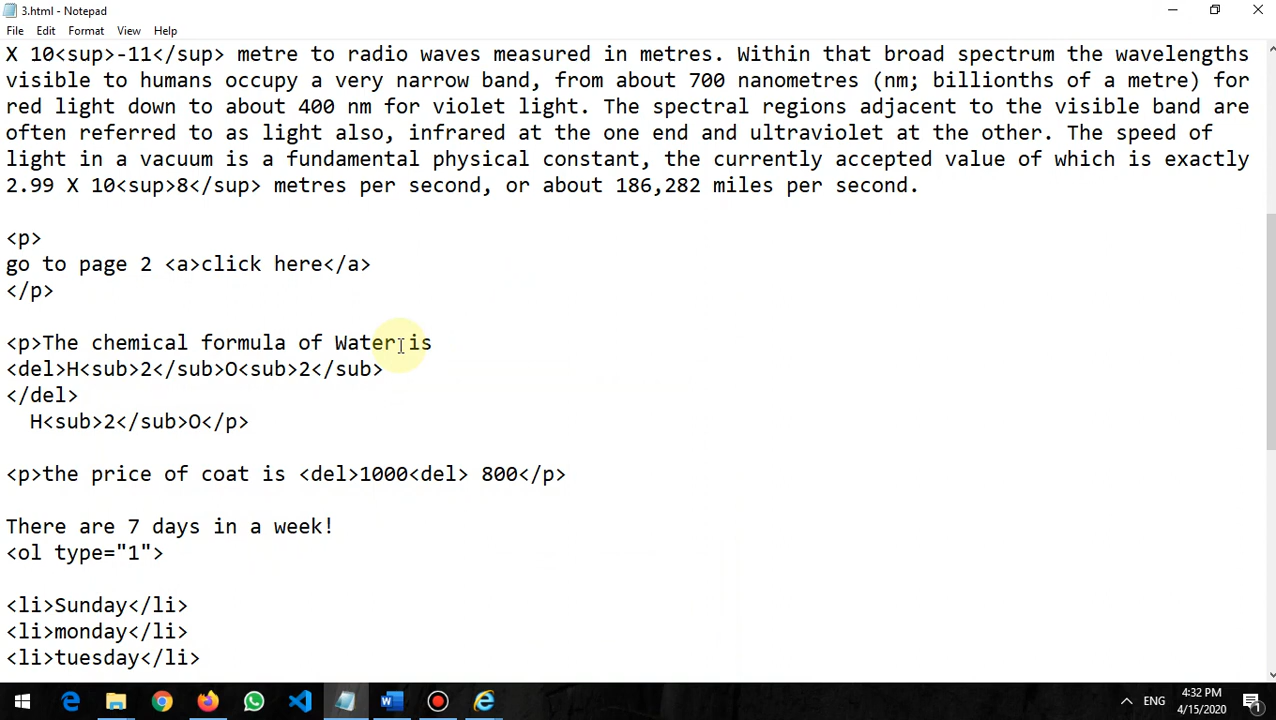 3.html - Notepad
File Edit Format View Help
X 10<sup>-11</sup> metre to radio waves measured in metres. Within that broad spectrum the wavelengths
visible to humans occupy a very narrow band, from about 700 nanometres (nm; billionths of a metre) for
red light down to about 400 nm for violet light. The spectral regions adjacent to the visible band are
often referred to as light also, infrared at the one end and ultraviolet at the other. The speed of
light in a vacuum is a fundamental physical constant, the currently accepted value of which is exactly
2.99 X 10<sup>8</sup> metres per second, or about 186,282 miles per second.
<p>
go to page 2 <a>click here</a>
</p>
<p>The chemical formula of Water is
<del>H<sub>2</sub>O<sub>2</sub>
</del>
H<sub>2</sub>O</p>
<p>the price of coat is <del>1000<del> 800</p>
There are 7 days in a week!
<ol type="1">
<li>Sunday</li>
<li>monday</li>
<li>tuesday</li>
ENG
4:32 PM
4/15/2020
1